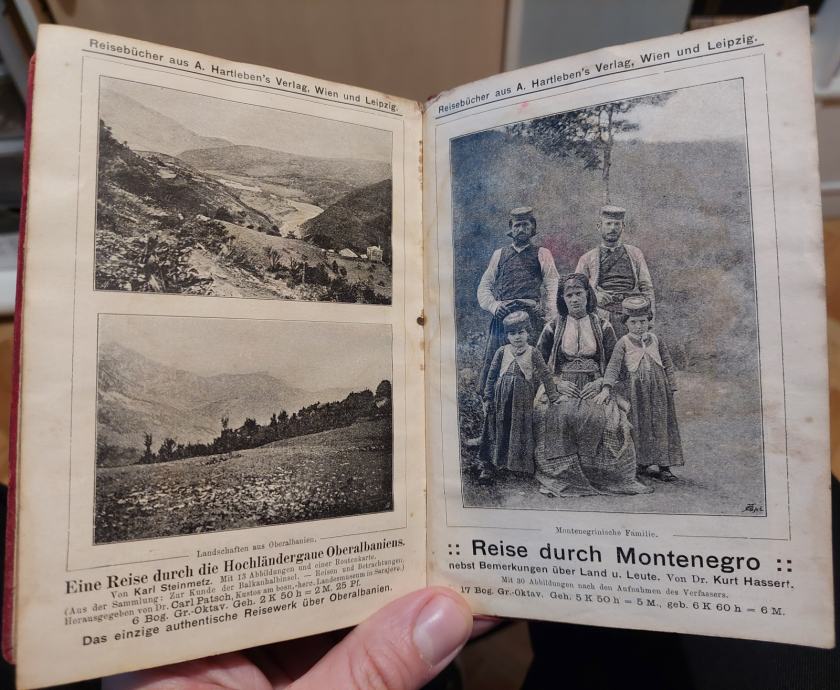 Reisebücher aus A. Hartleben's Verlag, Wien und Leipzig.
Landschaften aus Oberalbanien.
Eine Reise durch die Hochländergaue Oberalbaniens.
Von Karl Steinmetz. Mit 13 Abbildungen und einer Routenkarte.
(Aus der Sammlung: Zur Kunde der Balkanhalbinsel. — Reisen und Betrachtungen.
Herausgegeben von Dr. Carl Patsch, Kustos am bosn.-herz. Landesmuseum in Sarajevo.)
6 Bog. Gr.-Oktav. Geh. 2 K 50 h = 2 M. 25 Pf.
Das einzige authentische Reisewerk über Oberalbanien.
Reisebücher aus A. Hartleben's Verlag, Wien und Leipzig.
Montenegrinische Familie.
:: Reise durch Montenegro ::
nebst Bemerkungen über Land u. Leute. Von Dr. Kurt Hassert.
Mit 30 Abbildungen nach den Aufnahmen des Verfassers.
17 Bog. Gr.-Oktav. Geh. 5 K 50 h = 5 M., geb. 6 K 60 h = 6 M.